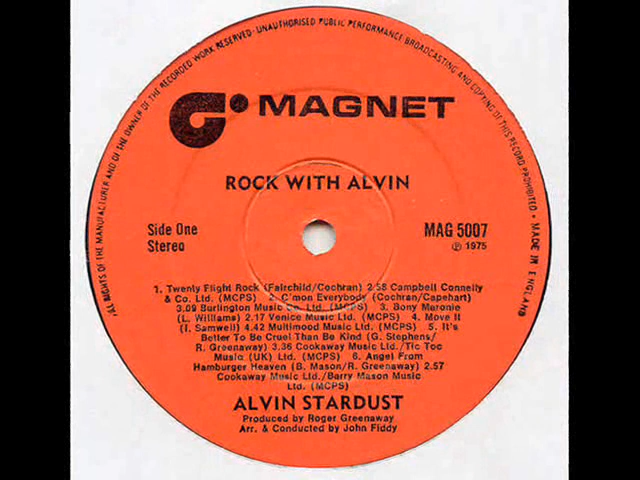 ALL RIGHTS OF THE MANUFACTURER AND OF THE OWNER OF THE RECORDED WORK RESERVED · UNAUTHORISED PUBLIC PERFORMANCE BROADCASTING AND COPYING OF THIS RECORD PROHIBITED · MADE IN ENGLAND
MAGNET
ROCK WITH ALVIN
Side One
Stereo
MAG 5007
℗ 1975
1. Twenty Flight Rock (Fairchild/Cochran) 2.58 Campbell Connelly
& Co. Ltd. (MCPS) 2. C'mon Everybody (Cochran/Capehart)
3.09 Burlington Music Co. Ltd. (MCPS) 3. Bony Maronie
(L. Williams) 2.17 Venice Music Ltd. (MCPS) 4. Move It
(I. Samwell) 4.42 Multimood Music Ltd. (MCPS) 5. It's
Better To Be Cruel Than Be Kind (G. Stephens/
R. Greenaway) 3.36 Cookaway Music Ltd./Tic Toc
Music (UK) Ltd. (MCPS) 6. Angel From
Hamburger Heaven (B. Mason/R. Greenaway) 2.57
Cookaway Music Ltd./Barry Mason Music
Ltd. (MCPS)
ALVIN STARDUST
Produced by Roger Greenaway
Arr. & Conducted by John Fiddy